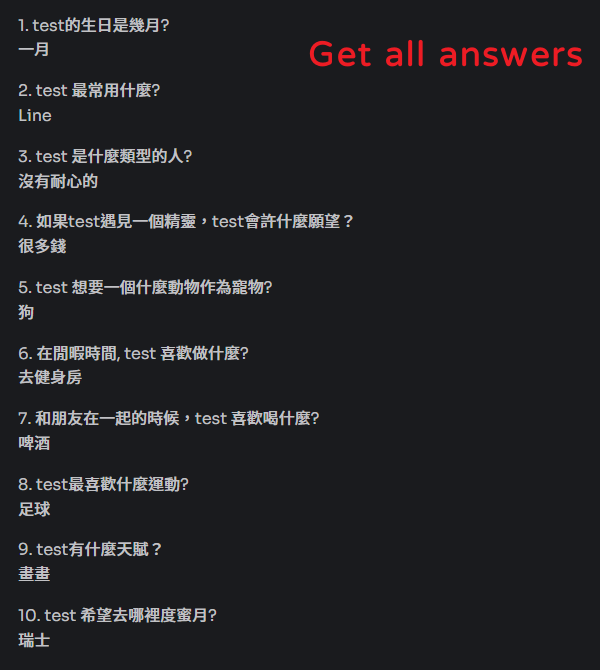 1. test的生日是幾月?
一月
Get all answers
2. test 最常用什麼?
Line
3. test 是什麼類型的人?
沒有耐心的
4. 如果test遇見一個精靈，test會許什麼願望？
很多錢
5. test 想要一個什麼動物作為寵物?
狗
6. 在閒暇時間, test 喜歡做什麼?
去健身房
7. 和朋友在一起的時候，test 喜歡喝什麼?
啤酒
8. test最喜歡什麼運動?
足球
9. test有什麼天賦？
畫畫
10. test 希望去哪裡度蜜月?
瑞士